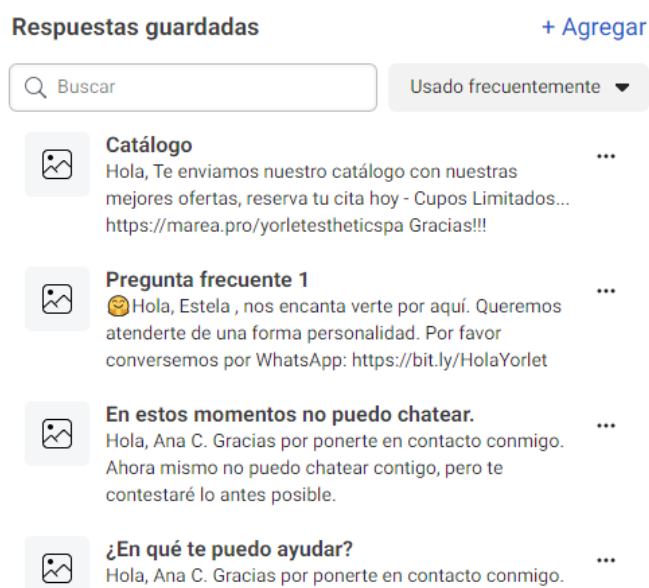 Respuestas guardadas
+ Agregar
Buscar
Usado frecuentemente
Catálogo
Hola, Te enviamos nuestro catálogo con nuestras
mejores ofertas, reserva tu cita hoy - Cupos Limitados...
https://marea.pro/yorletestheticspa Gracias!!!
Pregunta frecuente 1
🤗Hola, Estela , nos encanta verte por aquí. Queremos
atenderte de una forma personalidad. Por favor
conversemos por WhatsApp: https://bit.ly/HolaYorlet
En estos momentos no puedo chatear.
Hola, Ana C. Gracias por ponerte en contacto conmigo.
Ahora mismo no puedo chatear contigo, pero te
contestaré lo antes posible.
¿En qué te puedo ayudar?
Hola, Ana C. Gracias por ponerte en contacto conmigo.